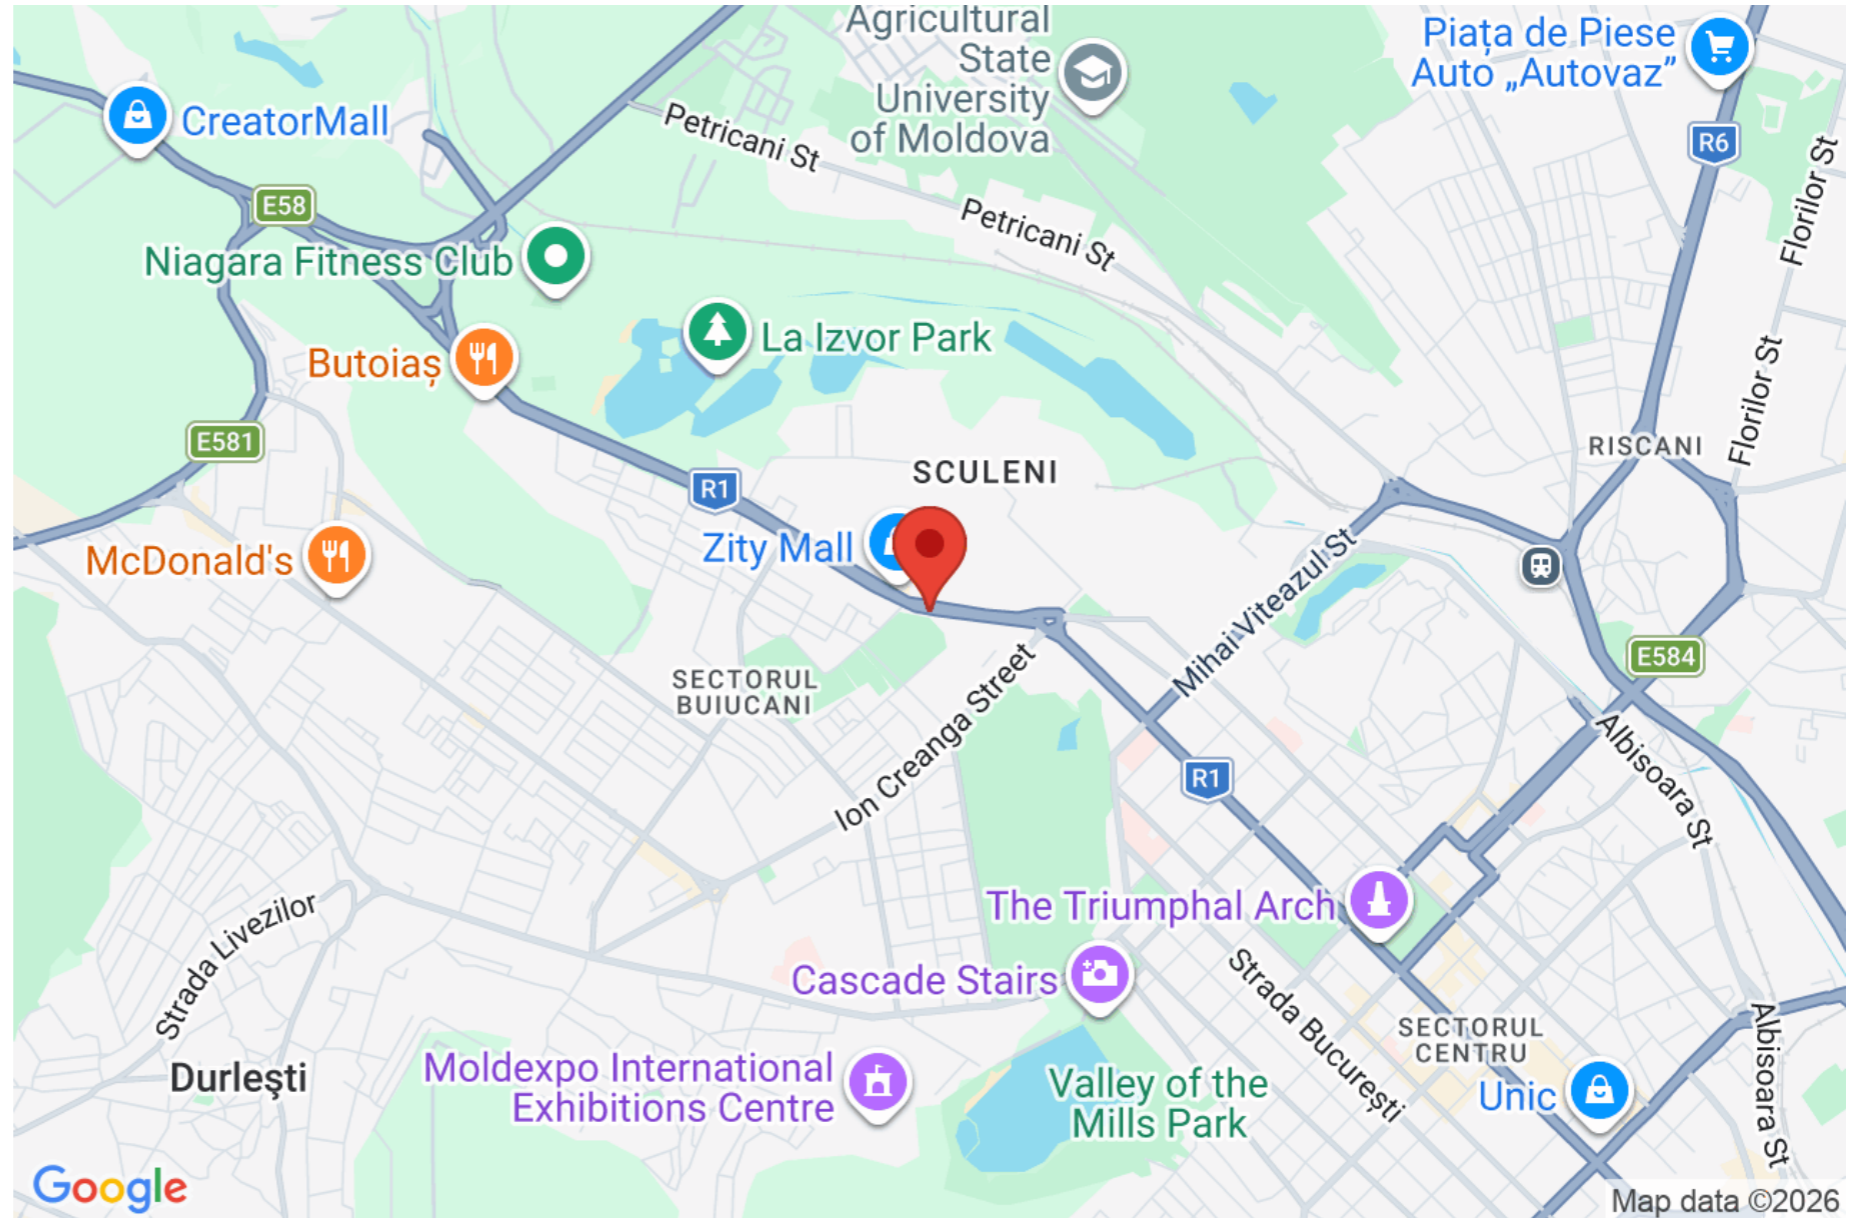 Agricultural
State
University
of Moldova
Piața de Piese
Auto „Autovaz”
CreatorMall
Petricani St
R6
Florilor St
E58
Petricani St
Niagara Fitness Club
La Izvor Park
Butoiaș
Florilor St
E581
RISCANI
SCULENI
R1
Zity Mall
McDonald's
Mihai Viteazul St
E584
SECTORUL
BUIUCANI
Ion Creanga Street
Albisoara St
R1
The Triumphal Arch
Strada Livezilor
Cascade Stairs
Strada București
SECTORUL
CENTRU
Albisoara St
Durleşti
Moldexpo International
Exhibitions Centre
Valley of the
Mills Park
Unic
Google
Map data ©2026